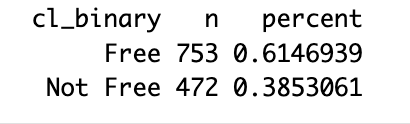 cl_binary n percent
Free 753 0.6146939
Not Free 472 0.3853061